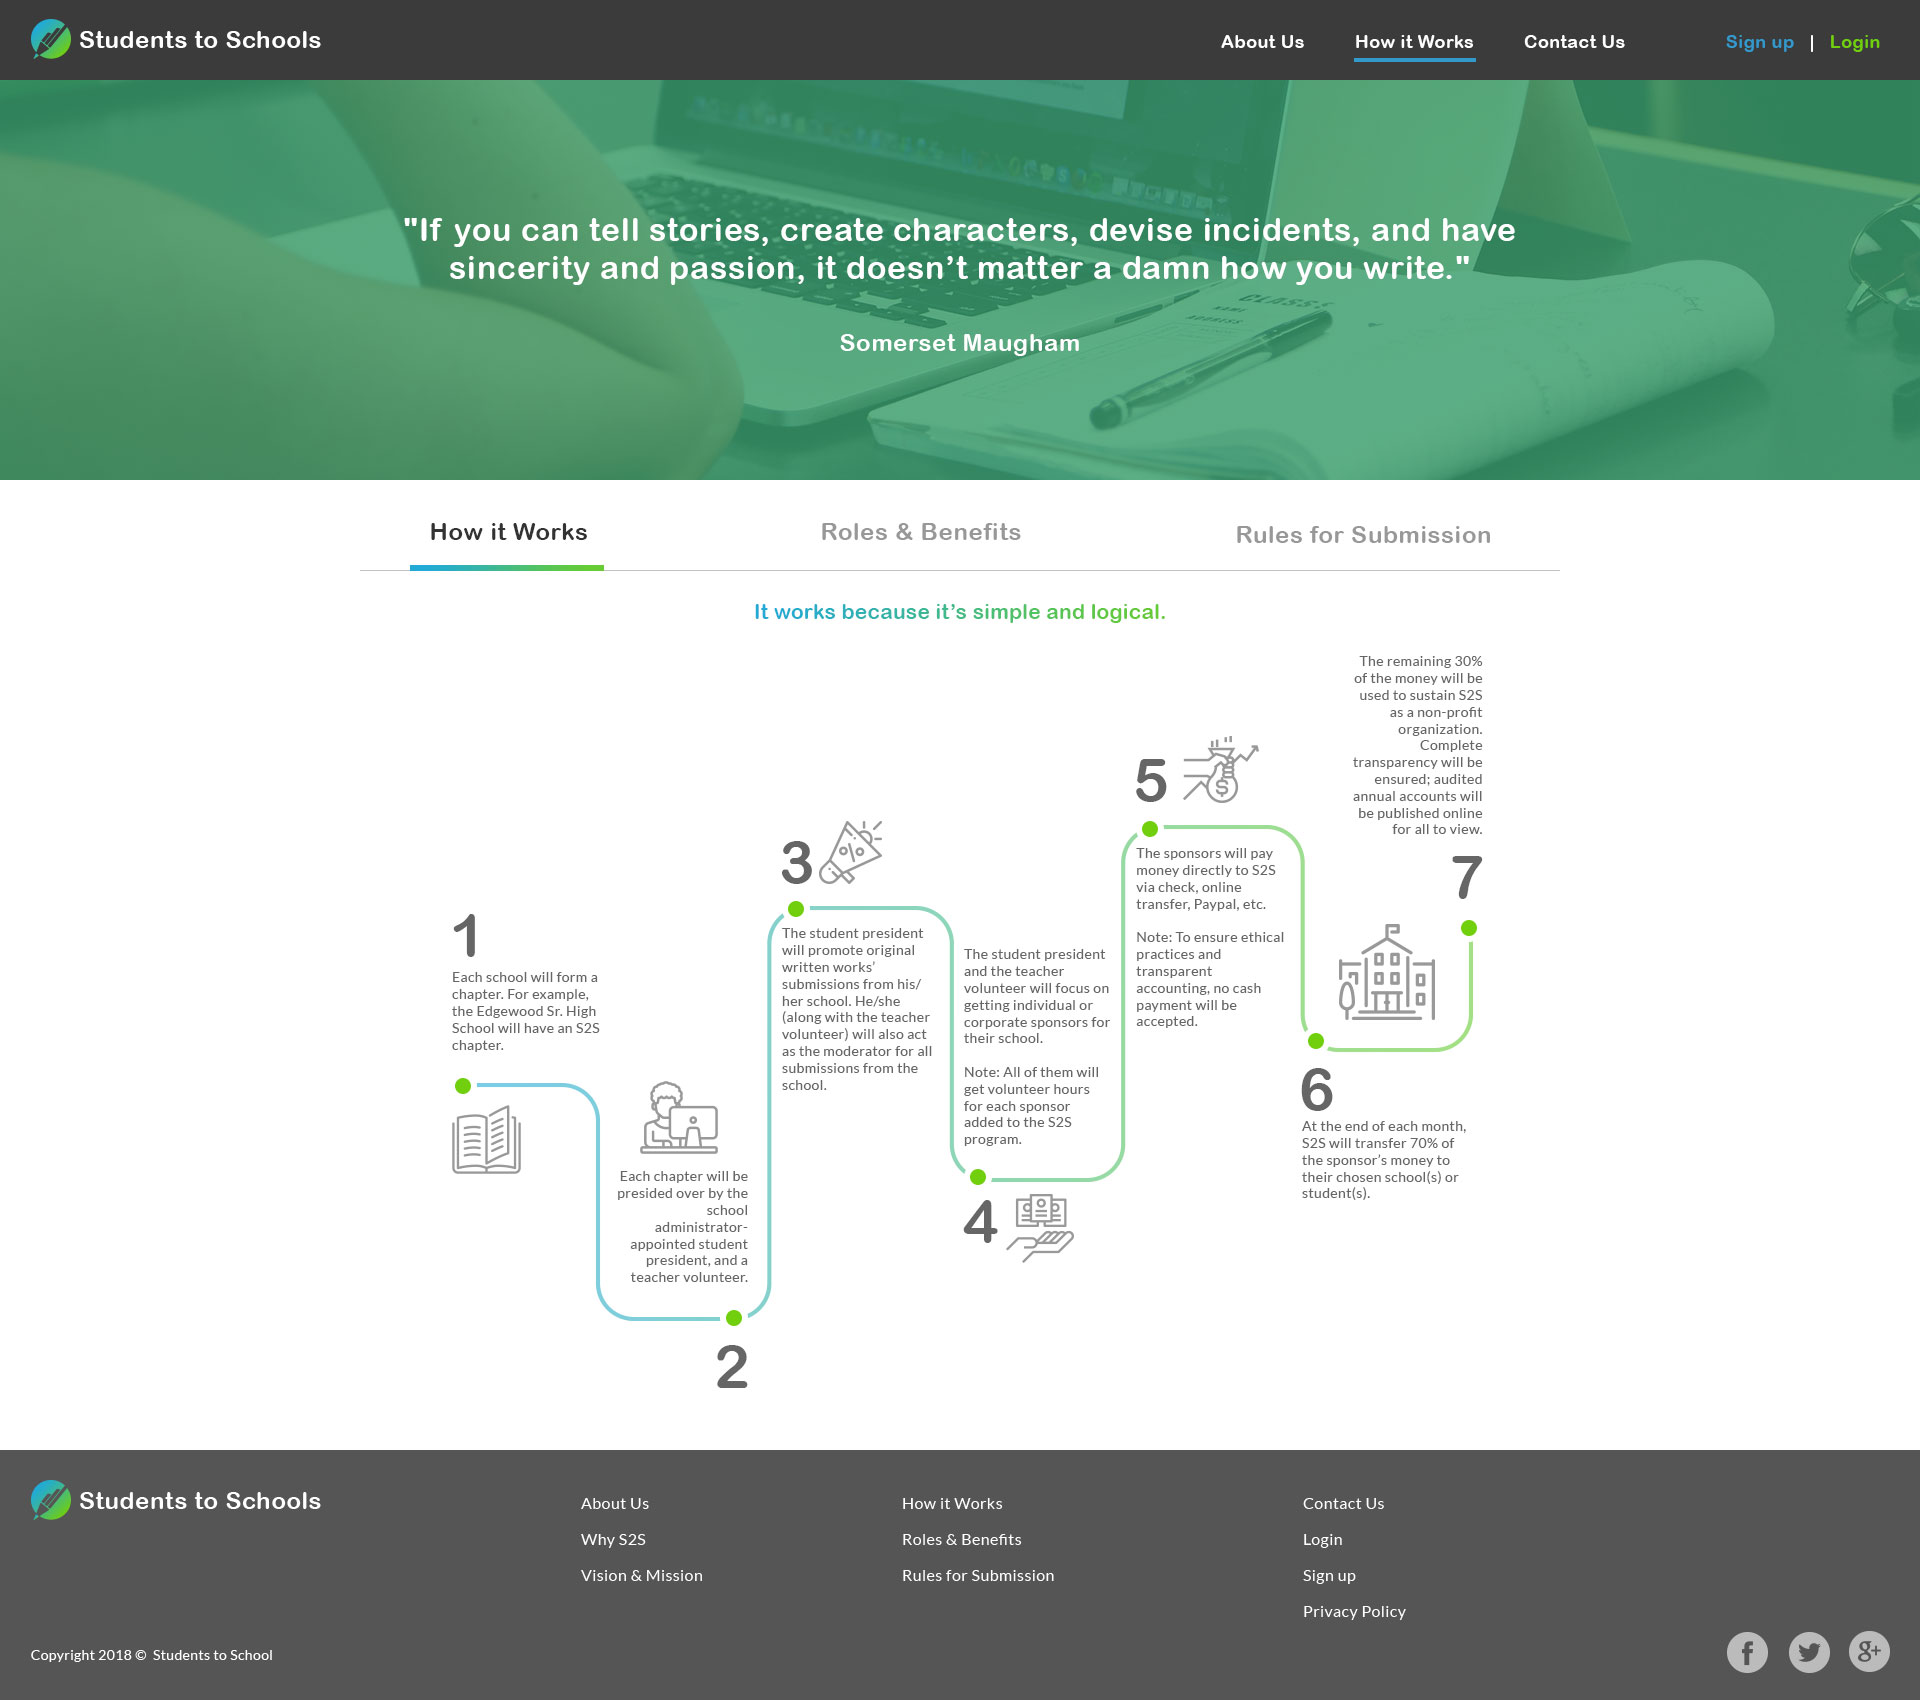 Students to Schools
About Us
How it Works
Contact Us
Sign up | Login
"If you can tell stories, create characters, devise incidents, and have
sincerity and passion, it doesn’t matter a damn how you write."
Somerset Maugham
CLASS:
How it Works
Roles & Benefits
Rules for Submission
It works because it’s simple and logical.
1
Each school will form a
chapter. For example,
the Edgewood Sr. High
School will have an S2S
chapter.
Each chapter will be
presided over by the
school
administrator-
appointed student
president, and a
teacher volunteer.
2
3
%
The student president
will promote original
written works’
submissions from his/
her school. He/she
(along with the teacher
volunteer) will also act
as the moderator for all
submissions from the
school.
The student president
and the teacher
volunteer will focus on
getting individual or
corporate sponsors for
their school.
Note: All of them will
get volunteer hours
for each sponsor
added to the S2S
program.
4
5
$
The sponsors will pay
money directly to S2S
via check, online
transfer, Paypal, etc.
Note: To ensure ethical
practices and
transparent
accounting, no cash
payment will be
accepted.
6
At the end of each month,
S2S will transfer 70% of
the sponsor’s money to
their chosen school(s) or
student(s).
The remaining 30%
of the money will be
used to sustain S2S
as a non-profit
organization.
Complete
transparency will be
ensured; audited
annual accounts will
be published online
for all to view.
7
Students to Schools
About Us
Why S2S
Vision & Mission
How it Works
Roles & Benefits
Rules for Submission
Contact Us
Login
Sign up
Privacy Policy
Copyright 2018 © Students to School
f
g+